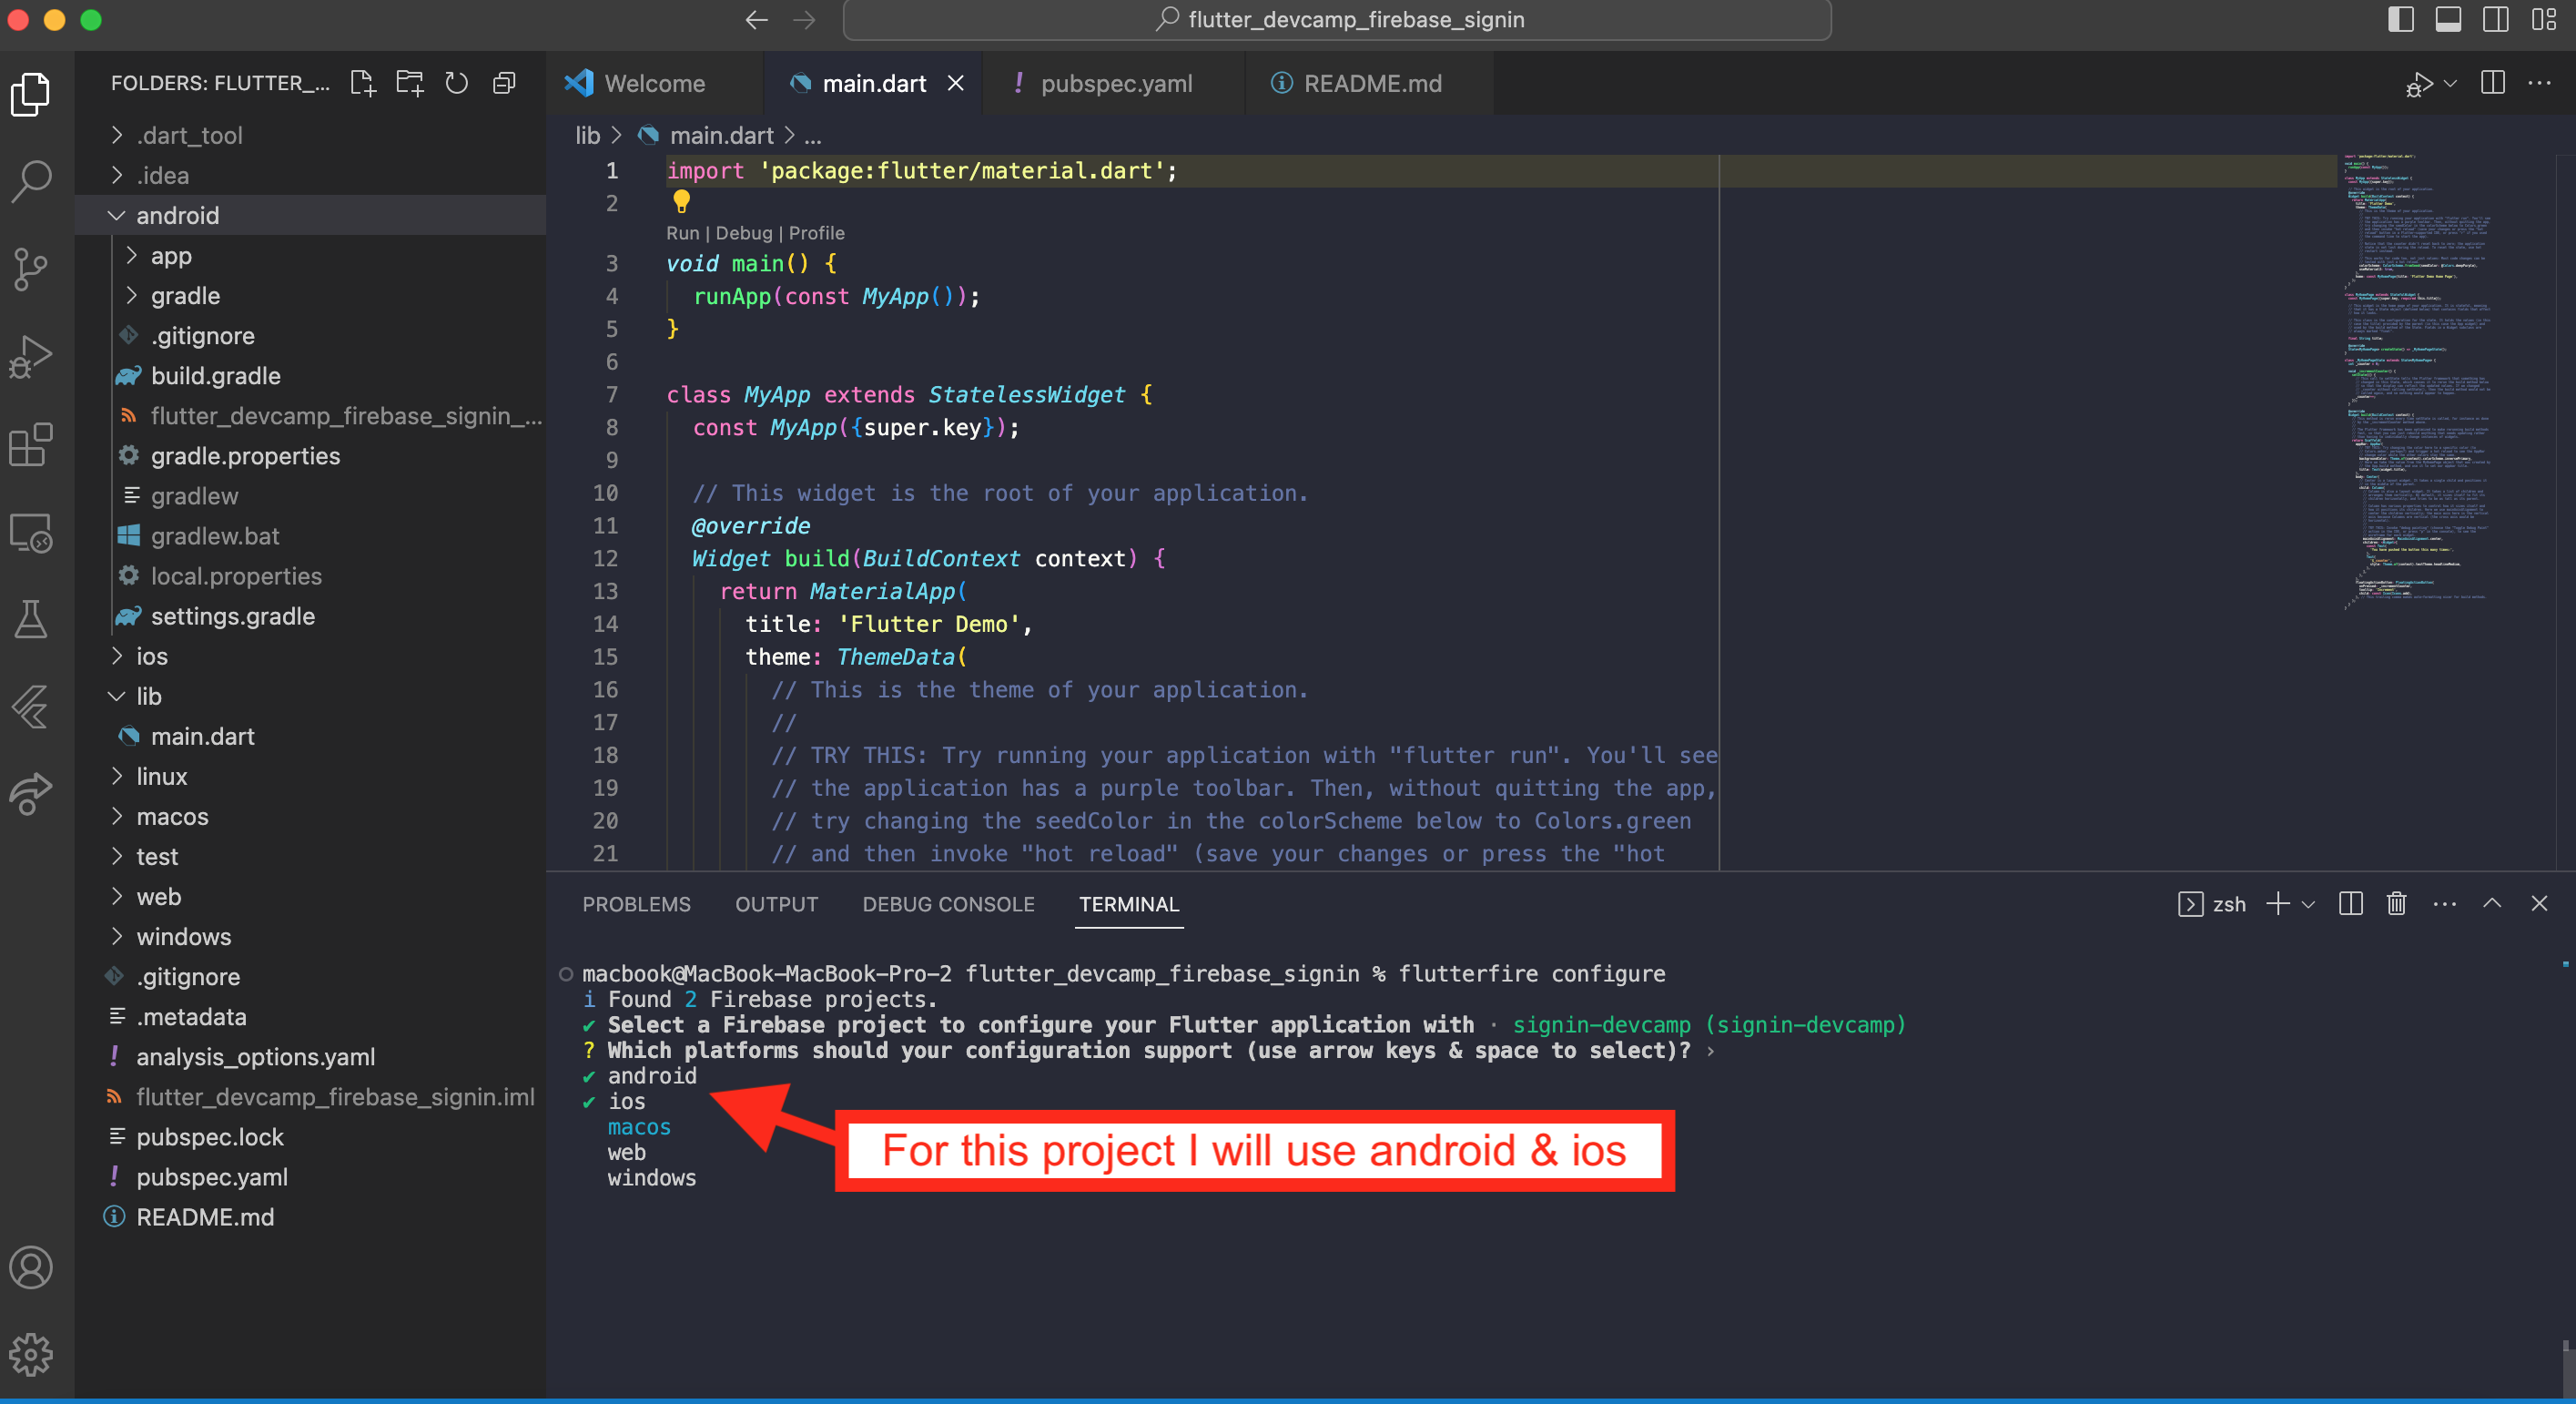 flutter_devcamp_firebase_signin
FOLDERS: FLUTTER_...
Welcome
main.dart
pubspec.yaml
README.md
.dart_tool
.idea
android
app
gradle
.gitignore
build.gradle
flutter_devcamp_firebase_signin_...
gradle.properties
gradlew
gradlew.bat
local.properties
settings.gradle
ios
lib
main.dart
linux
macos
test
web
windows
.gitignore
.metadata
analysis_options.yaml
flutter_devcamp_firebase_signin.iml
pubspec.lock
pubspec.yaml
README.md
lib > main.dart > ...
1 import 'package:flutter/material.dart';
2
Run | Debug | Profile
3 void main() {
4 runApp(const MyApp());
5 }
6
7 class MyApp extends StatelessWidget {
8 const MyApp({super.key});
9
10 // This widget is the root of your application.
11 @override
12 Widget build(BuildContext context) {
13 return MaterialApp(
14 title: 'Flutter Demo',
15 theme: ThemeData(
16 // This is the theme of your application.
17 //
18 // TRY THIS: Try running your application with "flutter run". You'll see
19 // the application has a purple toolbar. Then, without quitting the app,
20 // try changing the seedColor in the colorScheme below to Colors.green
21 // and then invoke "hot reload" (save your changes or press the "hot
PROBLEMS OUTPUT DEBUG CONSOLE TERMINAL
zsh
macbook@MacBook-MacBook-Pro-2 flutter_devcamp_firebase_signin % flutterfire configure
i Found 2 Firebase projects.
✔ Select a Firebase project to configure your Flutter application with · signin-devcamp (signin-devcamp)
? Which platforms should your configuration support (use arrow keys & space to select)? ›
✔ android
✔ ios
macos
web
windows
For this project I will use android & ios